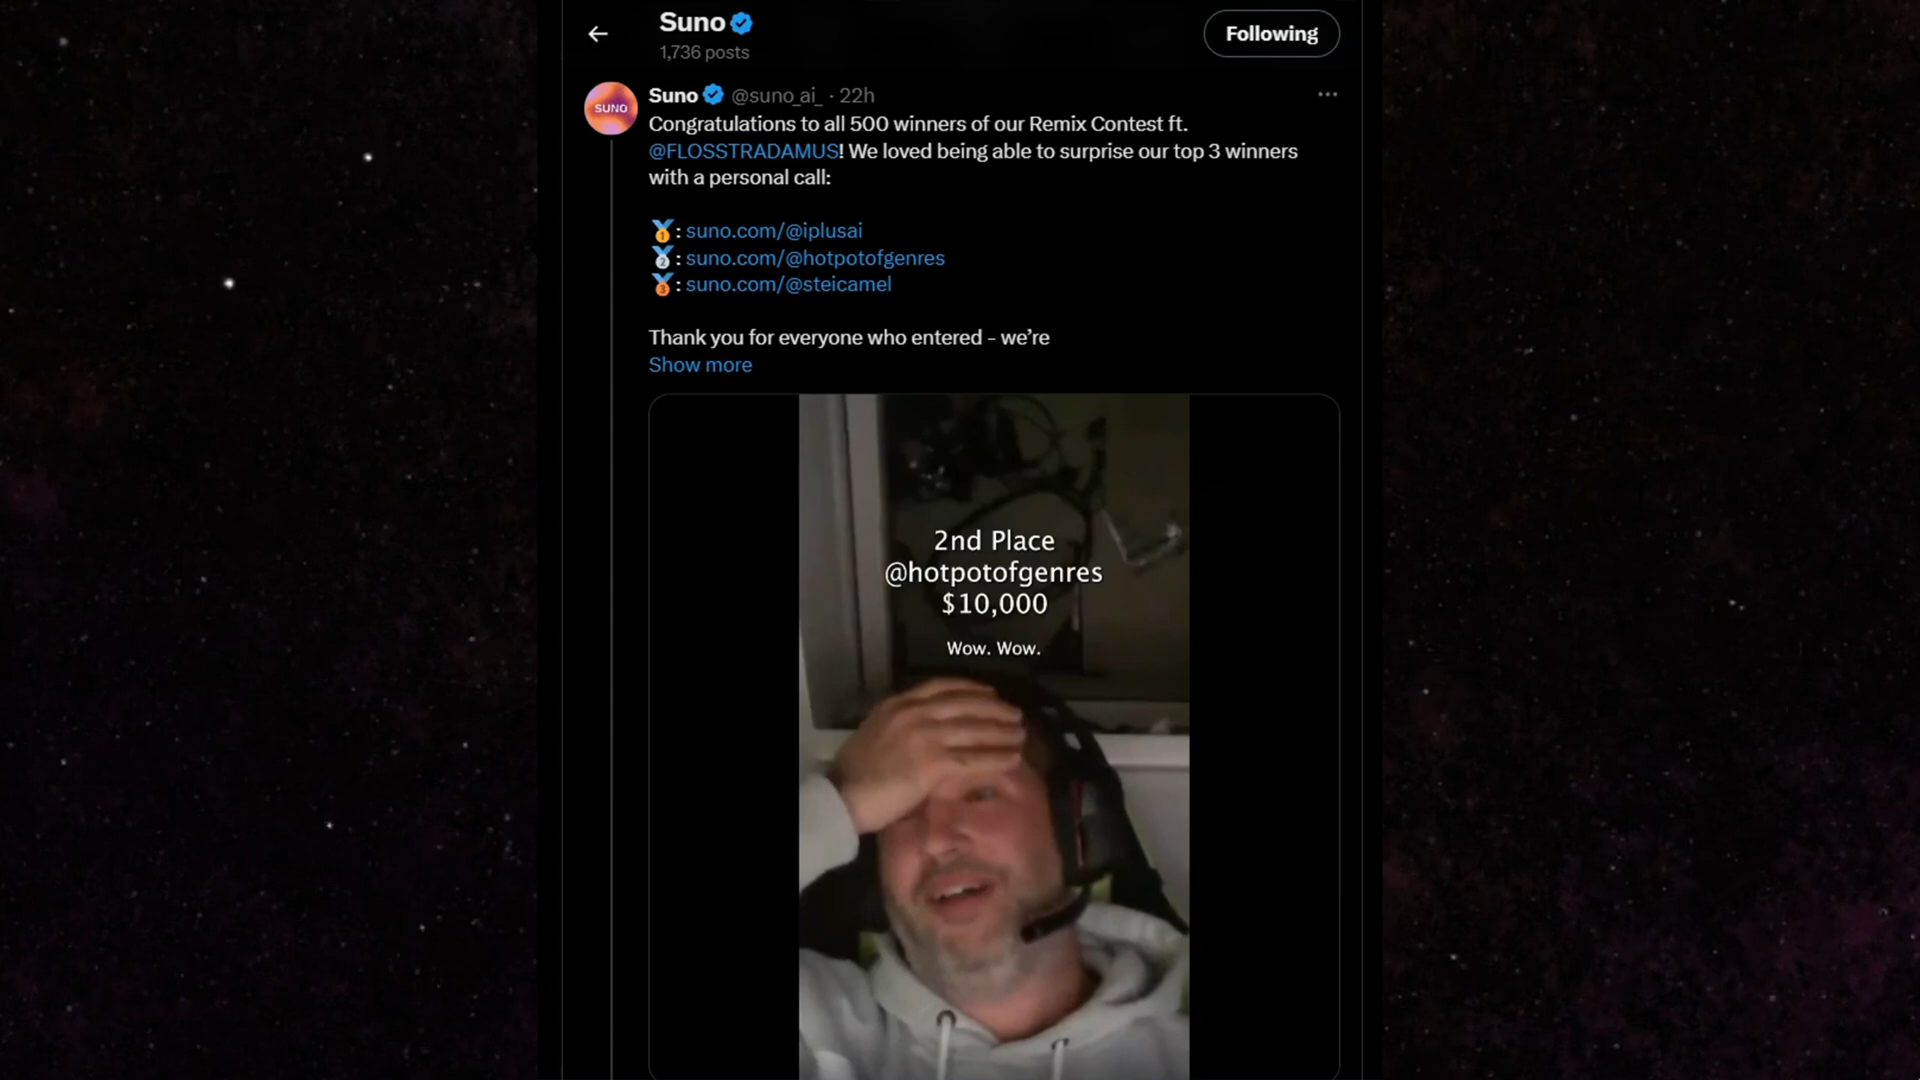 Suno
1,736 posts
Following
SUNO
Suno @suno_ai_ · 22h
Congratulations to all 500 winners of our Remix Contest ft.
@FLOSSTRADAMUS! We loved being able to surprise our top 3 winners
with a personal call:
🥇: suno.com/@iplusai
🥈: suno.com/@hotpotofgenres
🥉: suno.com/@steicamel
Thank you for everyone who entered – we’re
Show more
2nd Place
@hotpotofgenres
$10,000
Wow. Wow.